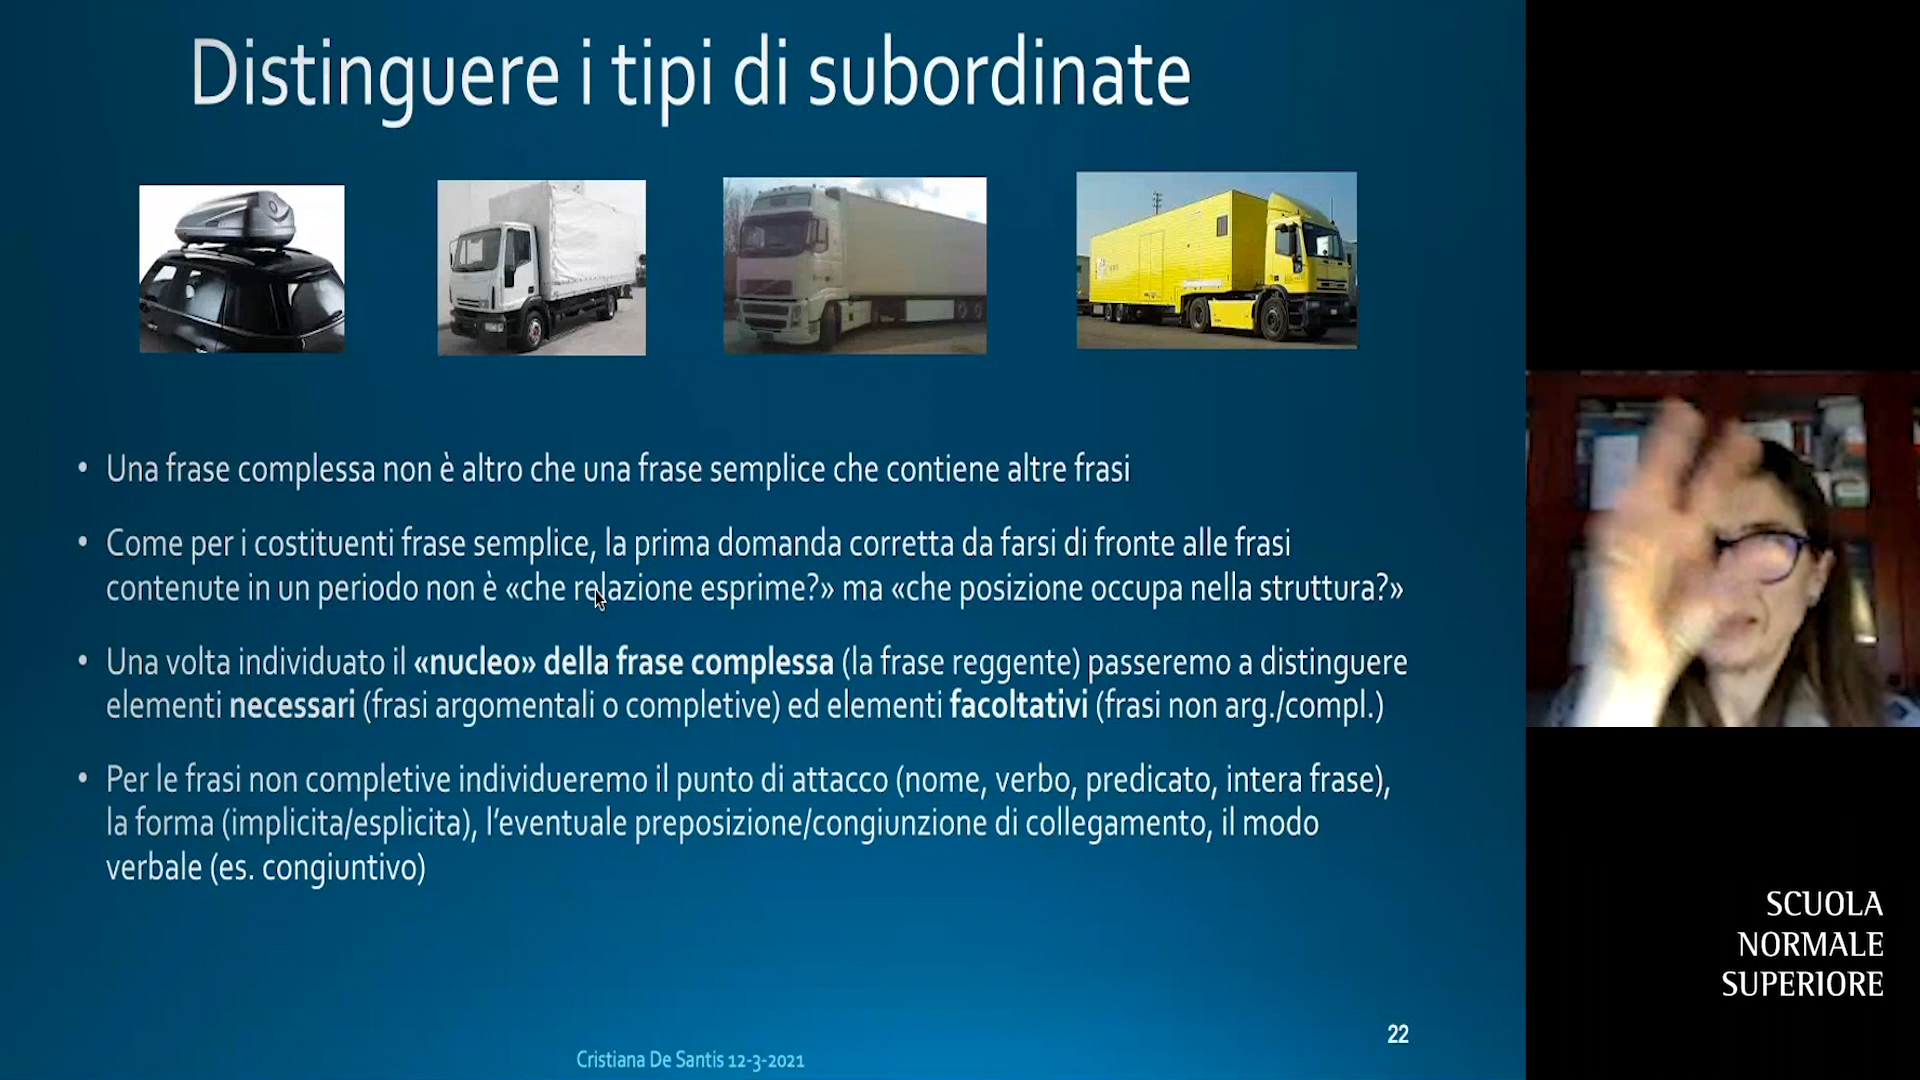 Distinguere i tipi di subordinate
• Una frase complessa non è altro che una frase semplice che contiene altre frasi
• Come per i costituenti frase semplice, la prima domanda corretta da farsi di fronte alle frasi
contenute in un periodo non è «che relazione esprime?» ma «che posizione occupa nella struttura?»
• Una volta individuato il «nucleo» della frase complessa (la frase reggente) passeremo a distinguere
elementi necessari (frasi argomentali o completive) ed elementi facoltativi (frasi non arg./compl.)
• Per le frasi non completive individueremo il punto di attacco (nome, verbo, predicato, intera frase),
la forma (implicita/esplicita), l'eventuale preposizione/congiunzione di collegamento, il modo
verbale (es. congiuntivo)
SCUOLA
NORMALE
SUPERIORE
22
Cristiana De Santis 12-3-2021